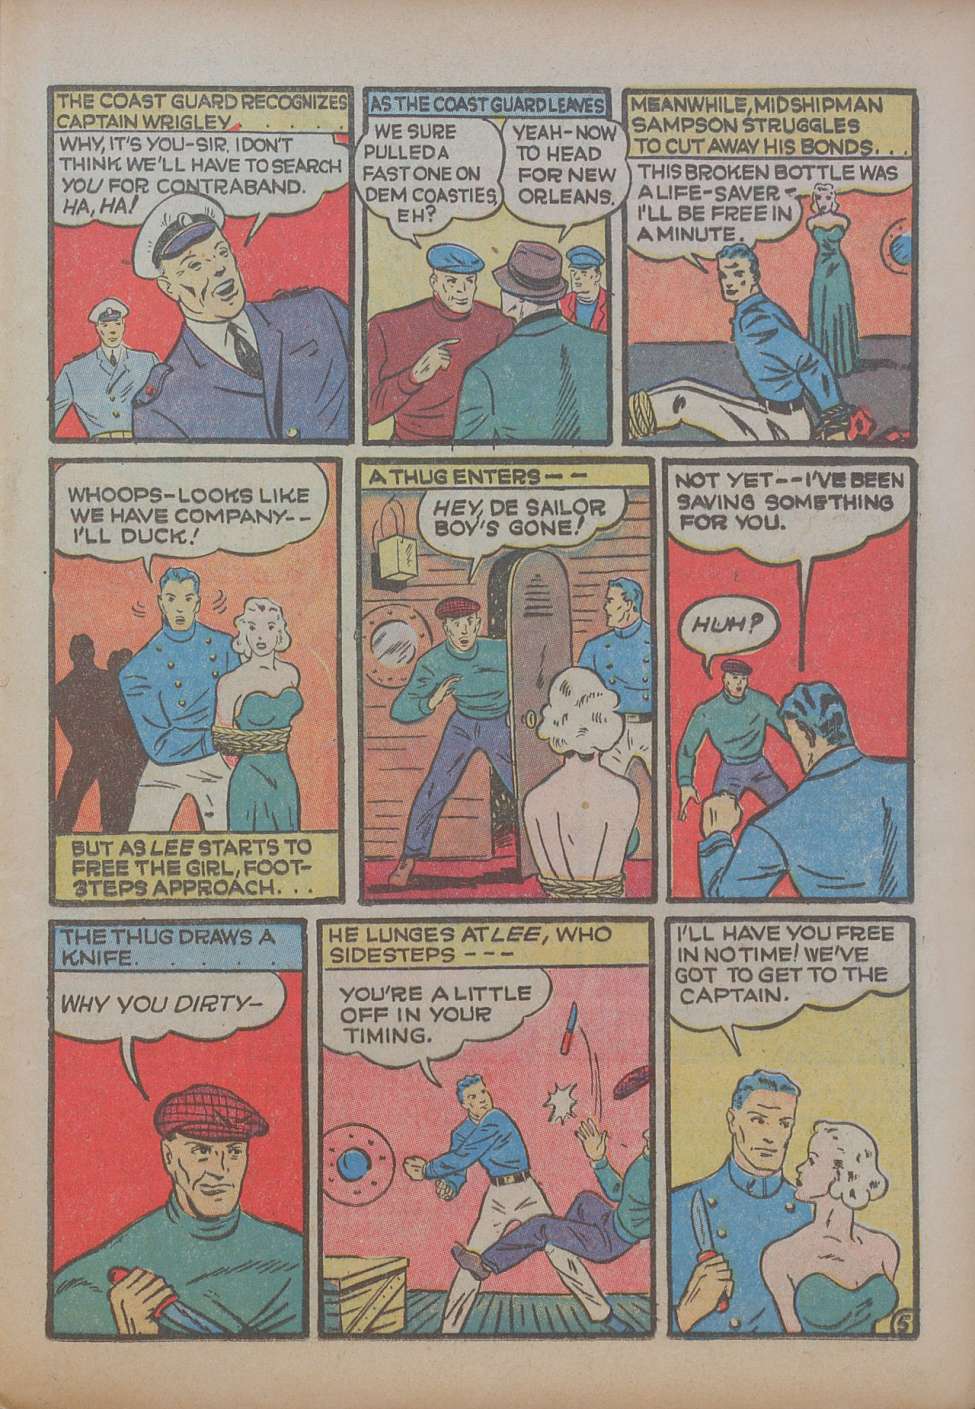 THE COAST GUARD RECOGNIZES
CAPTAIN WRIGLEY. . . . . . .
WHY, IT'S YOU-SIR, I DON'T
THINK WE'LL HAVE TO SEARCH
YOU FOR CONTRABAND.
HA, HA!
AS THE COAST GUARD LEAVES
WE SURE
PULLED A
FAST ONE ON
DEM COASTIES,
EH?
YEAH-NOW
TO HEAD
FOR NEW
ORLEANS.
MEANWHILE, MIDSHIPMAN
SAMPSON STRUGGLES
TO CUT AWAY HIS BONDS. . .
THIS BROKEN BOTTLE WAS
A LIFE-SAVER-
I'LL BE FREE IN
A MINUTE.
WHOOPS-LOOKS LIKE
WE HAVE COMPANY--
I'LL DUCK!
BUT AS LEE STARTS TO
FREE THE GIRL, FOOT-
STEPS APPROACH. . .
A THUG ENTERS--
HEY, DE SAILOR
BOY'S GONE!
NOT YET--I'VE BEEN
SAVING SOMETHING
FOR YOU.
HUH?
THE THUG DRAWS A
KNIFE. . . . . .
WHY YOU DIRTY-
HE LUNGES AT LEE, WHO
SIDESTEPS ---
YOU'RE A LITTLE
OFF IN YOUR
TIMING.
I'LL HAVE YOU FREE
IN NO TIME! WE'VE
GOT TO GET TO THE
CAPTAIN.
5